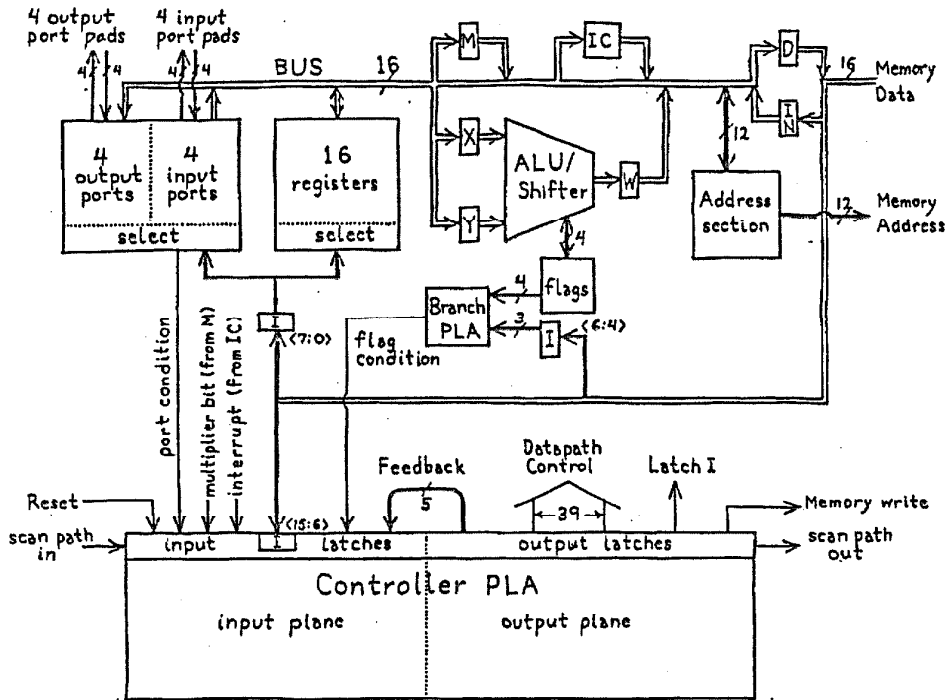 4 output
port pads
4 input
port pads
4
4
4
4
BUS
16
M
IC
D
16
Memory
Data
IN
4
output
ports
4
input
ports
select
16
registers
select
X
Y
ALU/
Shifter
W
12
Address
section
12
Memory
Address
4
flags
4
3
Branch
PLA
I
<6:4>
I
<7:0>
flag
condition
port condition
multiplier bit (from M)
interrupt (from IC)
Feedback
5
Datapath
Control
39
Latch I
Reset
Memory write
scan path
in
<15:6>
input
I
latches
output latches
scan path
out
Controller PLA
input plane
output plane